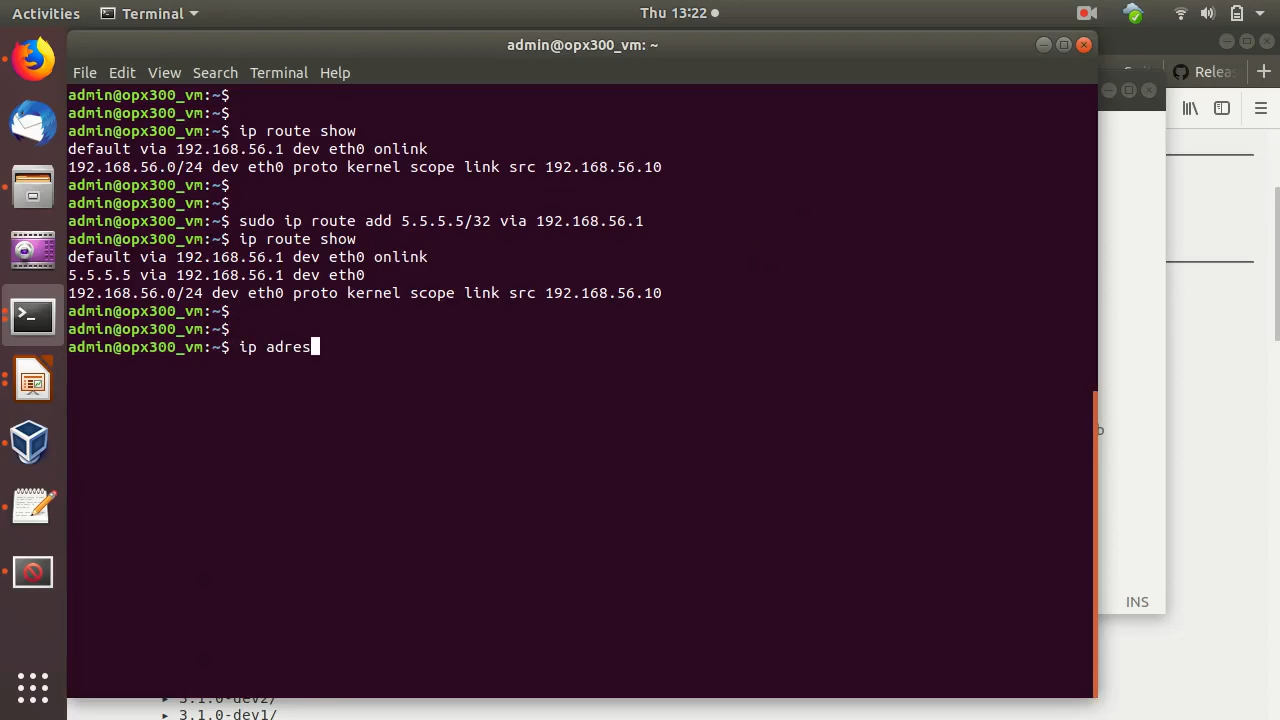 Activities
Terminal
Thu 13:22
admin@opx300_vm: ~
File Edit View Search Terminal Help
Relea
admin@opx300_vm:~$
admin@opx300_vm:~$
admin@opx300_vm:~$ ip route show
default via 192.168.56.1 dev eth0 onlink
192.168.56.0/24 dev eth0 proto kernel scope link src 192.168.56.10
admin@opx300_vm:~$
admin@opx300_vm:~$
admin@opx300_vm:~$ sudo ip route add 5.5.5.5/32 via 192.168.56.1
admin@opx300_vm:~$ ip route show
default via 192.168.56.1 dev eth0 onlink
5.5.5.5 via 192.168.56.1 dev eth0
192.168.56.0/24 dev eth0 proto kernel scope link src 192.168.56.10
admin@opx300_vm:~$
admin@opx300_vm:~$
admin@opx300_vm:~$ ip adres
INS
3.1.0-dev2/
3.1.0-dev1/